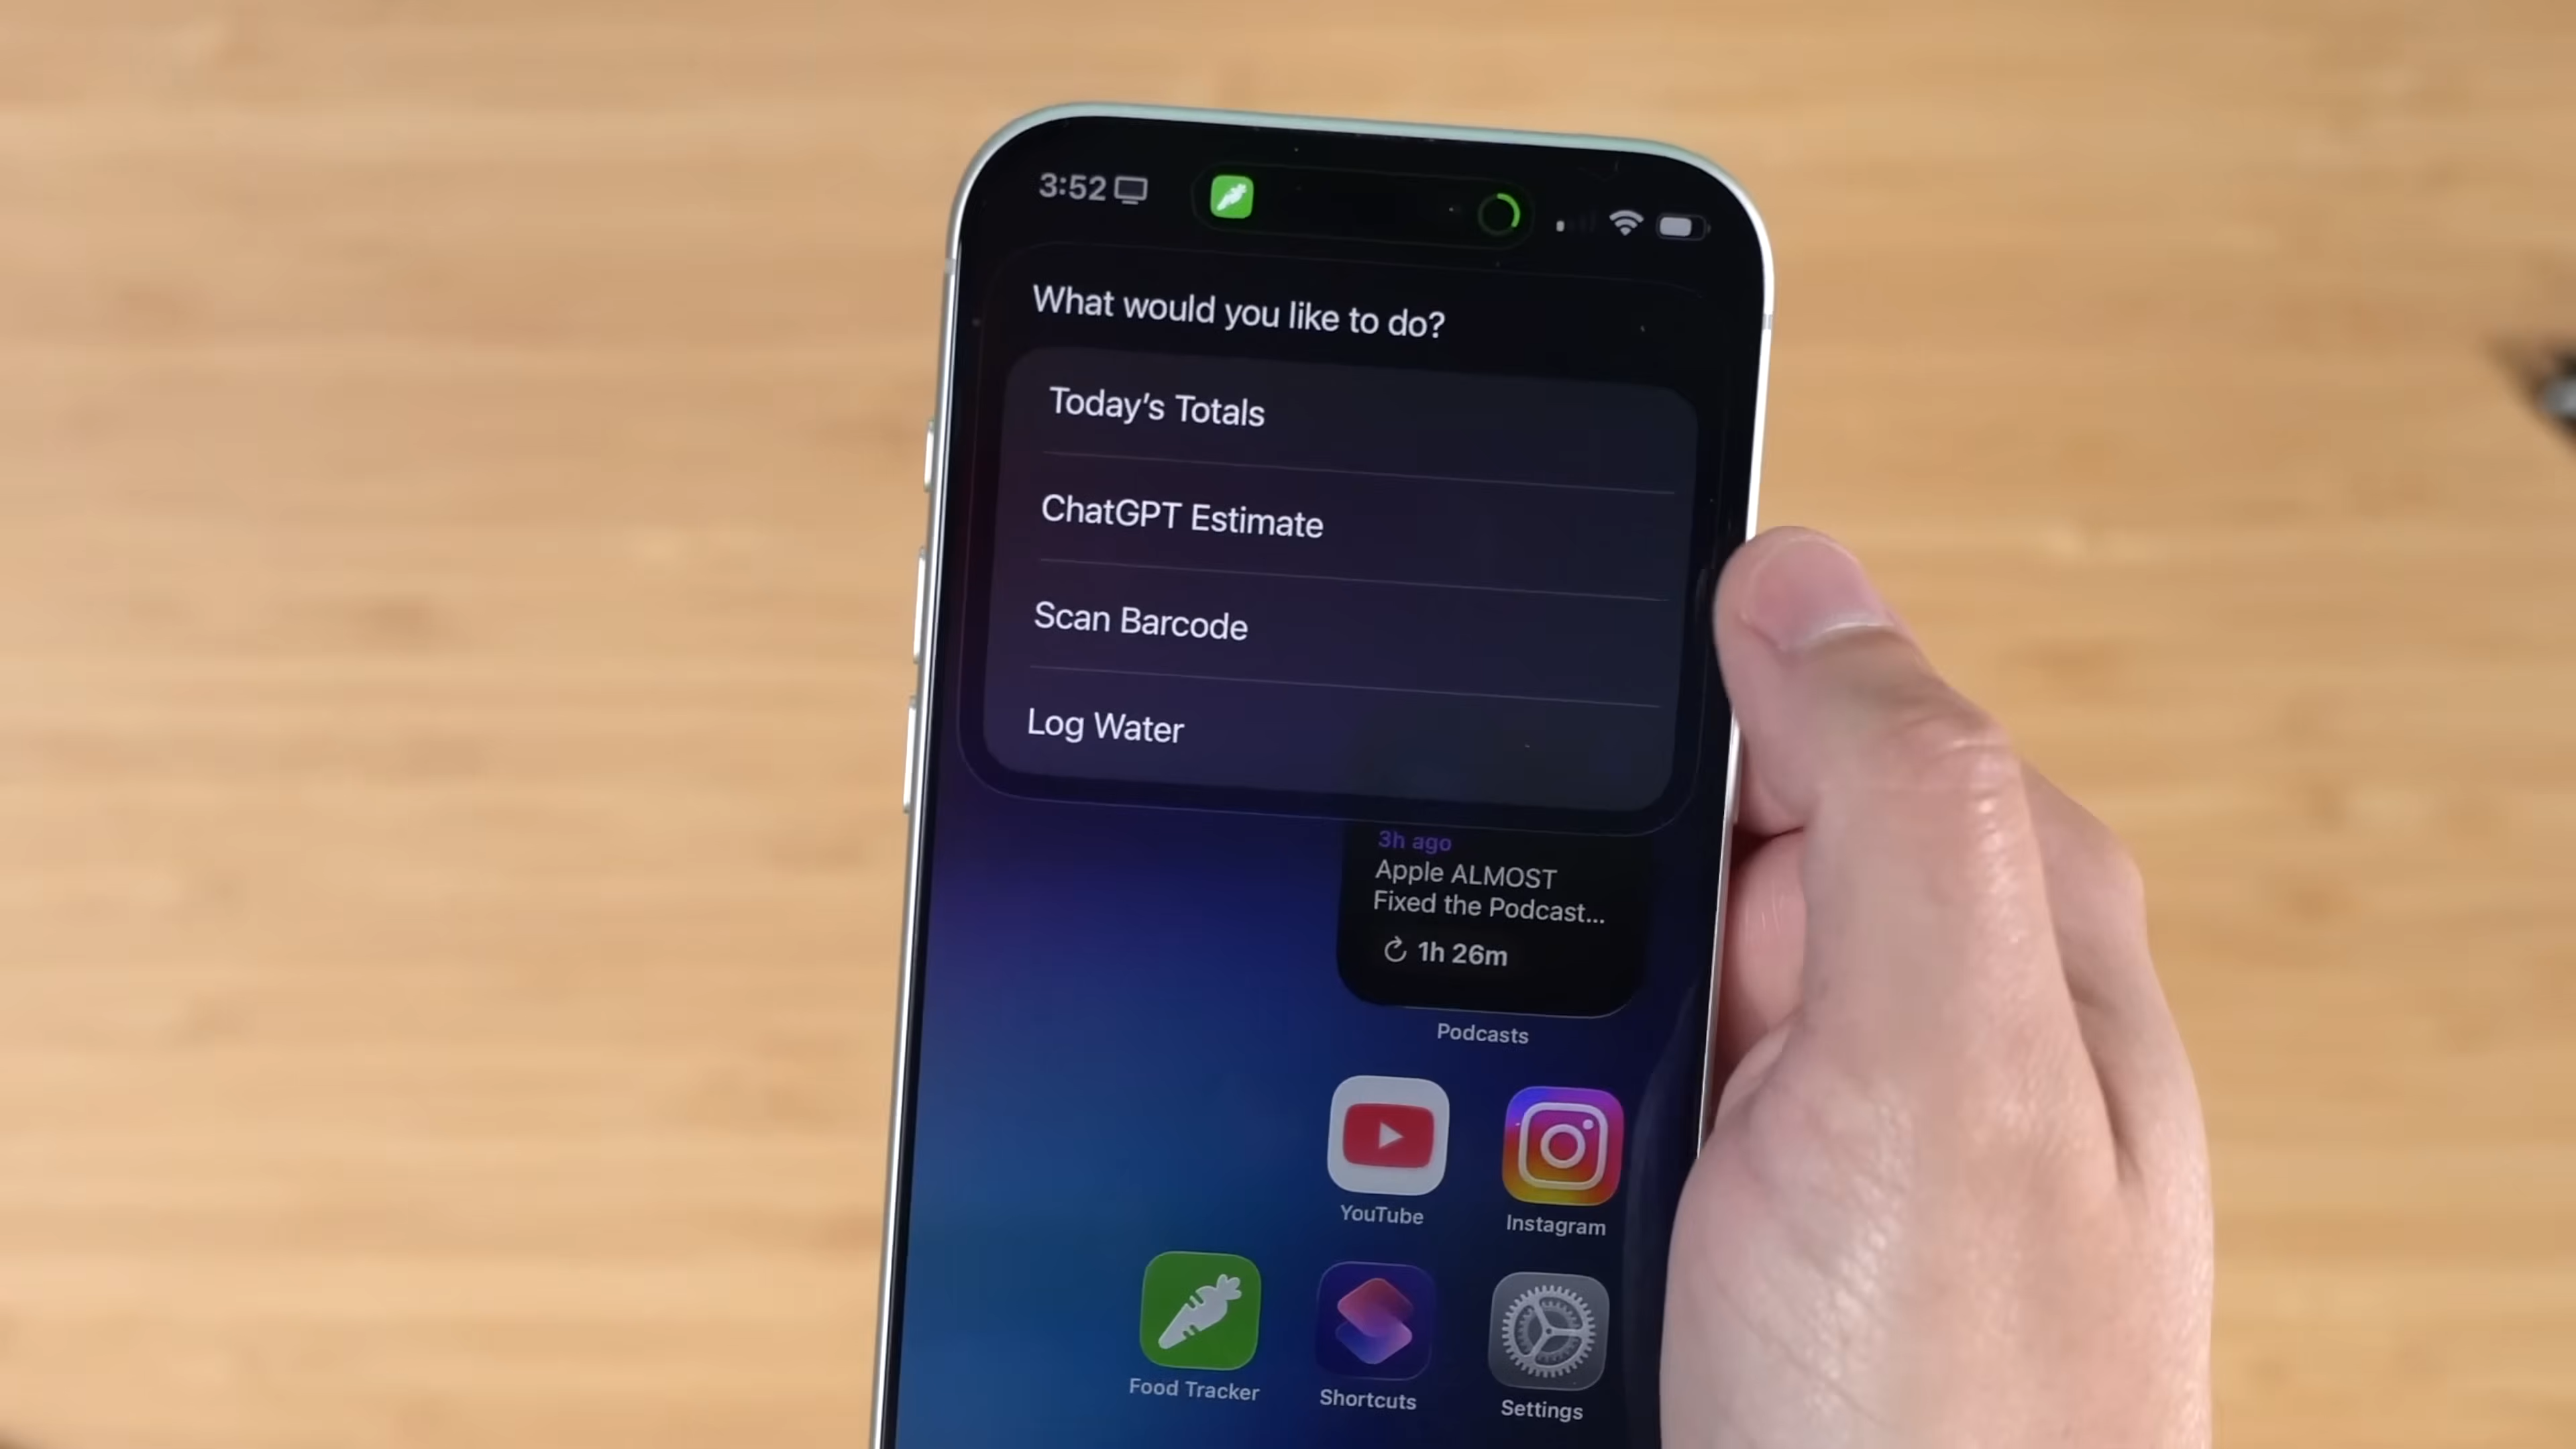 3:52
What would you like to do?
Today's Totals
ChatGPT Estimate
Scan Barcode
Log Water
3h ago
Apple ALMOST
Fixed the Podcast...
1h 26m
Podcasts
YouTube
Instagram
Food Tracker
Shortcuts
Settings